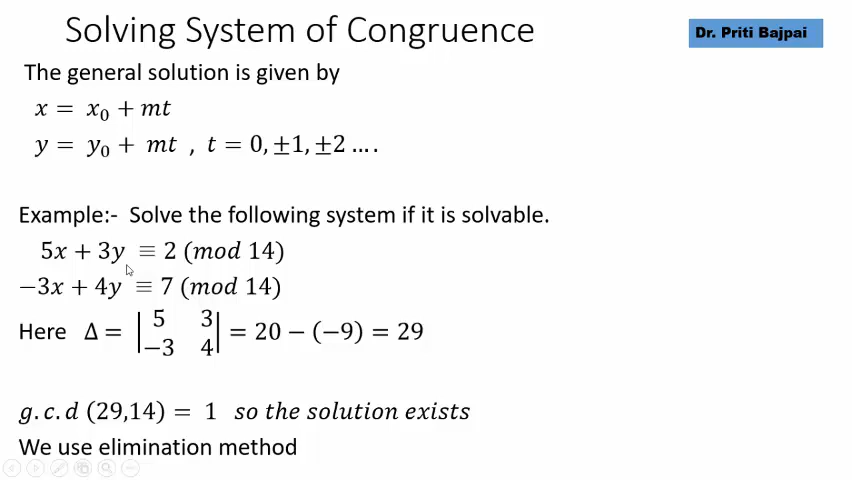 Solving System of Congruence
Dr. Priti Bajpai
The general solution is given by
x = x₀ + mt
y = y₀ + mt , t = 0, ±1, ±2 … .
Example:- Solve the following system if it is solvable.
5x + 3y ≡ 2 (mod 14)
−3x + 4y ≡ 7 (mod 14)
Here Δ = |5 3; −3 4| = 20 − (−9) = 29
g. c. d (29,14) = 1 so the solution exists
We use elimination method